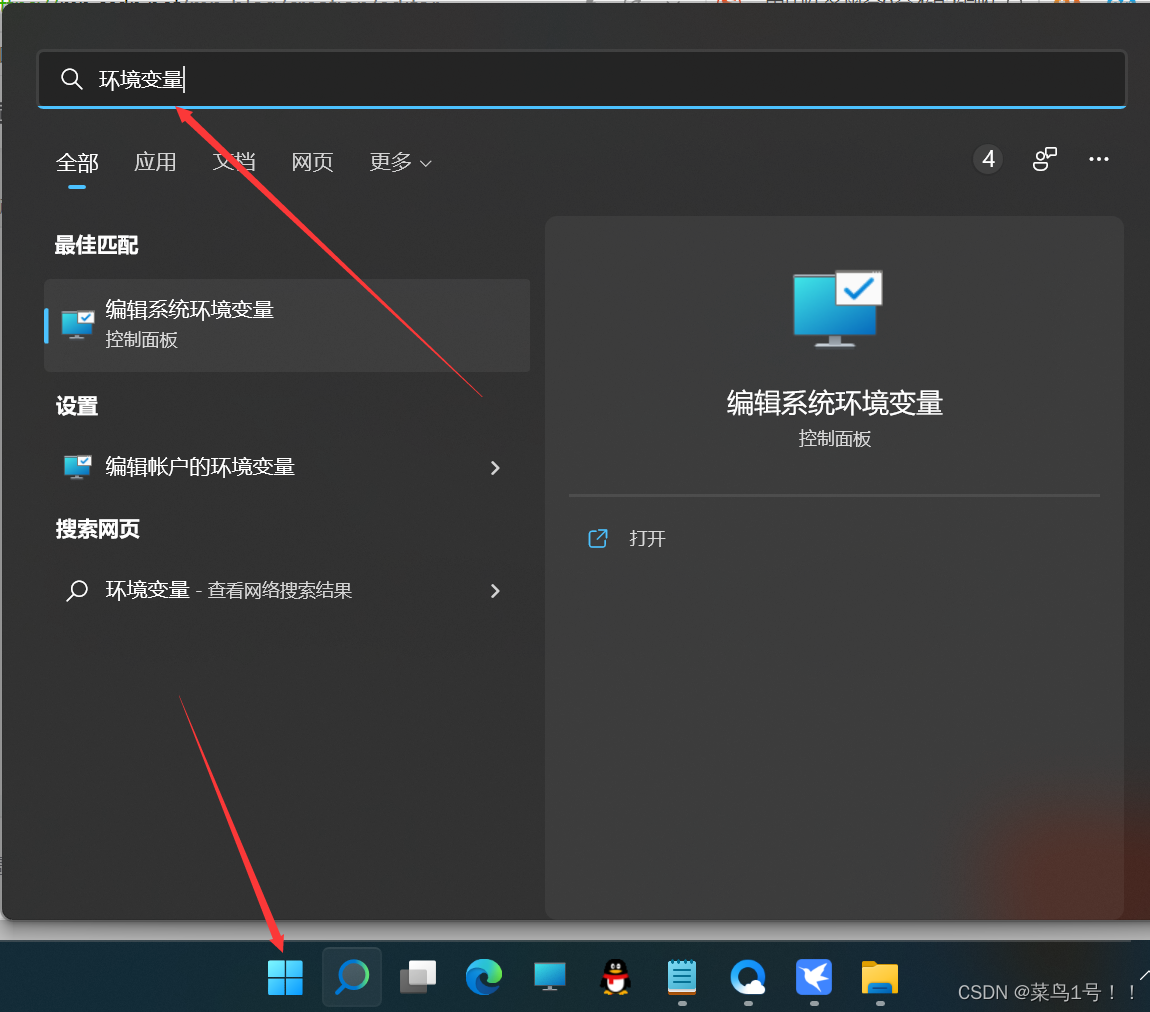 环境变量
全部 应用 文档 网页 更多 4
最佳匹配
编辑系统环境变量
控制面板
设置
编辑帐户的环境变量
搜索网页
环境变量 - 查看网络搜索结果
编辑系统环境变量
控制面板
打开
CSDN @菜鸟1号！！